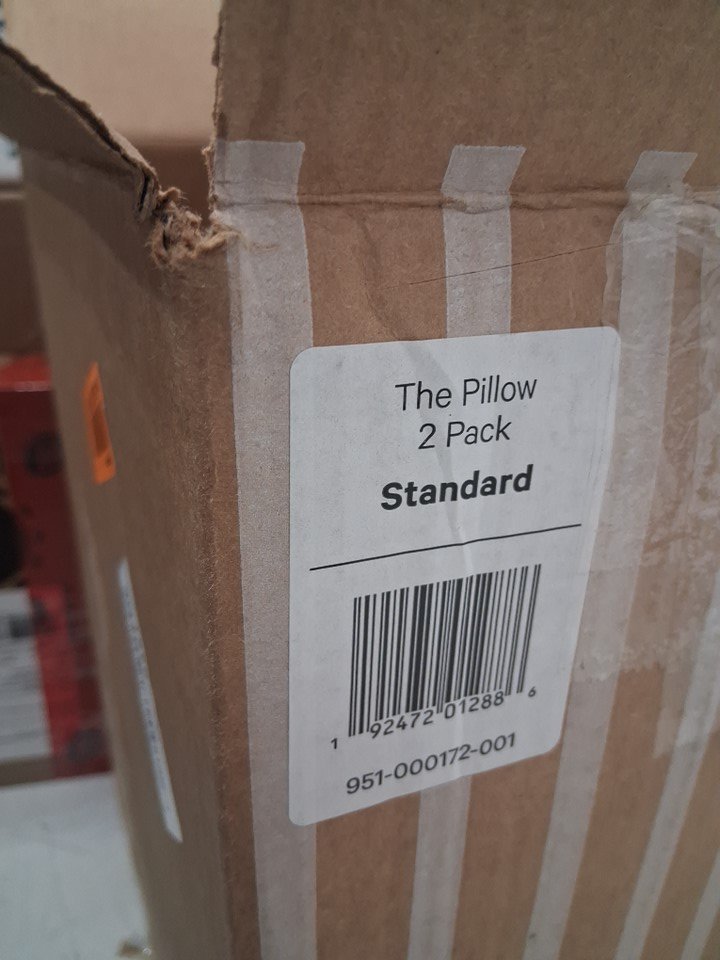 The Pillow
2 Pack
Standard
1 92472 01288 6
951-000172-001